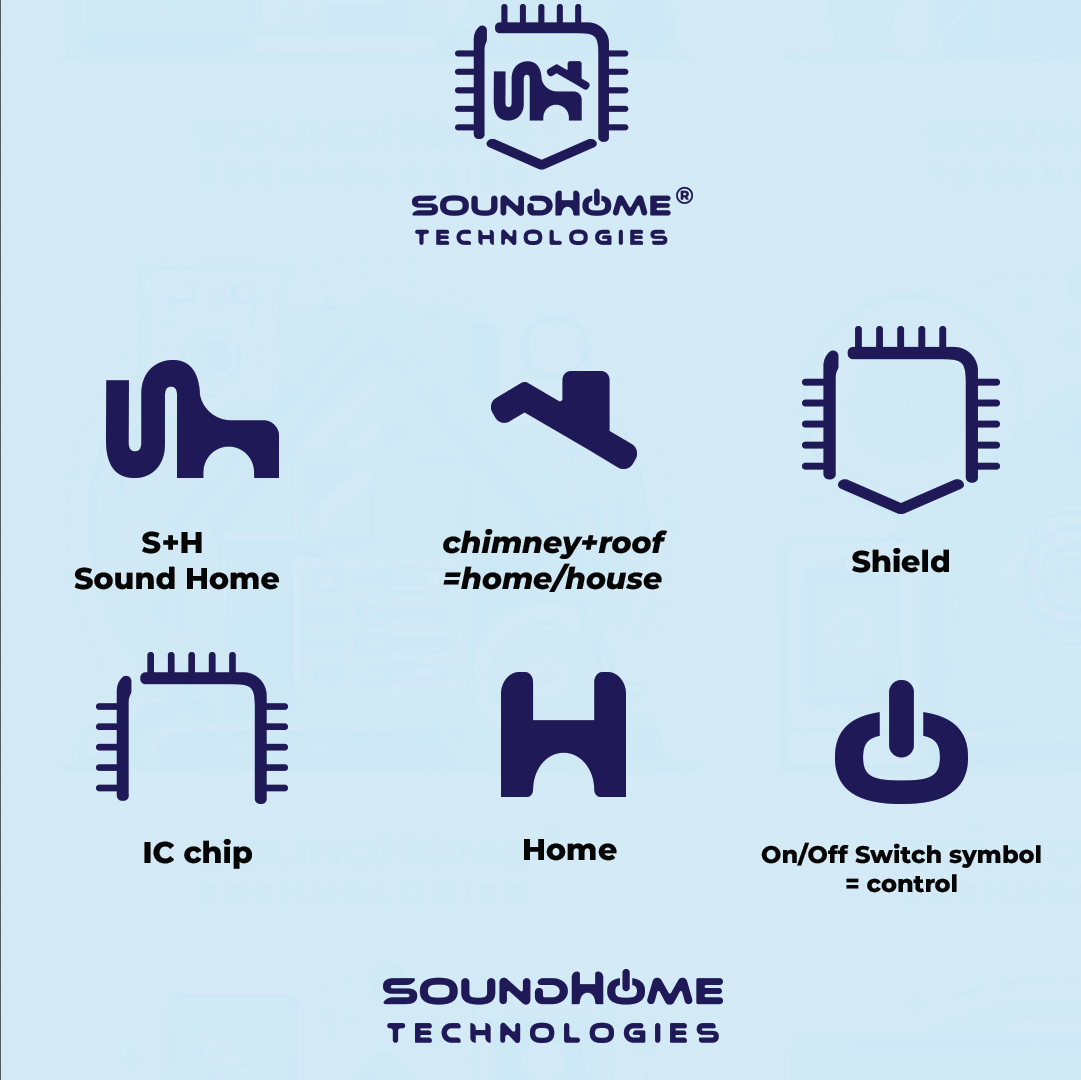 SOUNDHOME®
TECHNOLOGIES
S+H
Sound Home
chimney+roof
=home/house
Shield
IC chip
Home
On/Off Switch symbol
= control
SOUNDHOME
TECHNOLOGIES